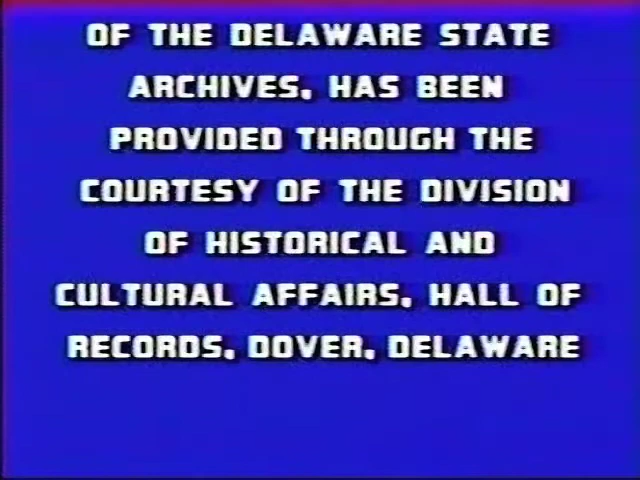 OF THE DELAWARE STATE
ARCHIVES, HAS BEEN
PROVIDED THROUGH THE
COURTESY OF THE DIVISION
OF HISTORICAL AND
CULTURAL AFFAIRS, HALL OF
RECORDS, DOVER, DELAWARE